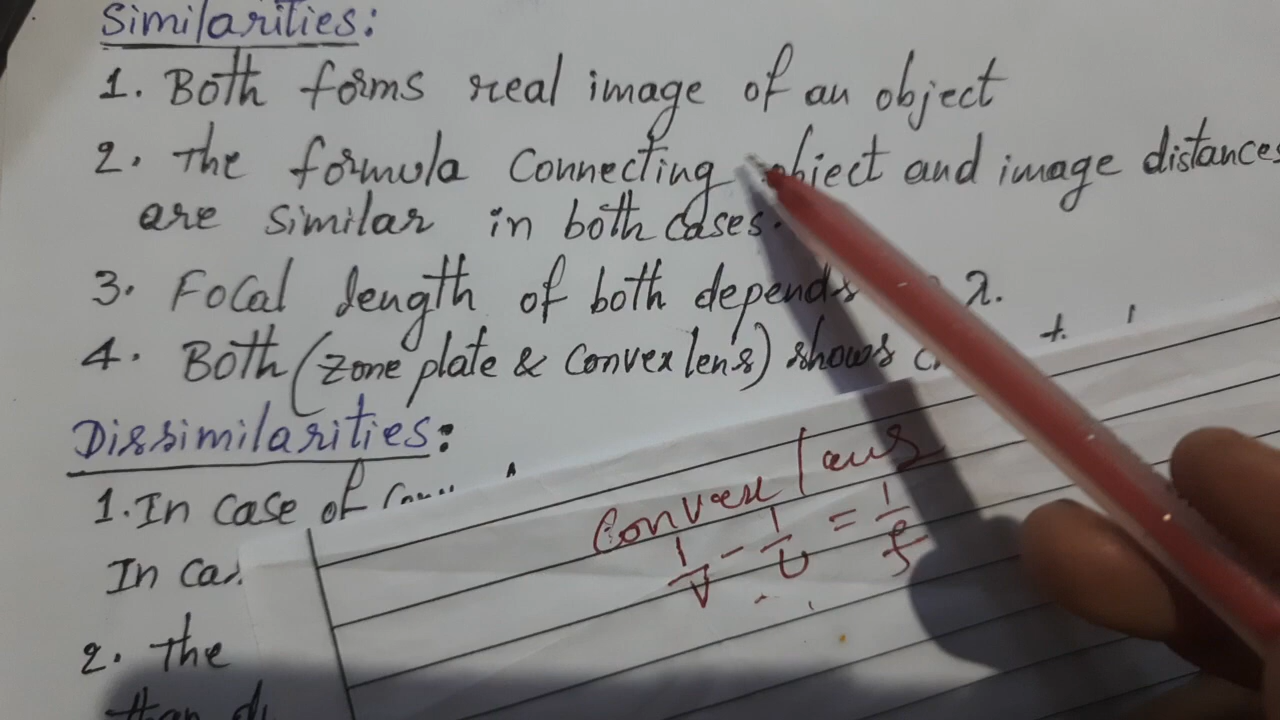 Similarities:
1. Both forms real image of an object
2. The formula Connecting object and image distances
are similar in both cases.
3. Focal length of both depends λ.
4. Both (zone plate & Convex lens) shows
Dissimilarities:
1. In case of
In
2. The
than
Convex lens
1/v - 1/u = 1/f